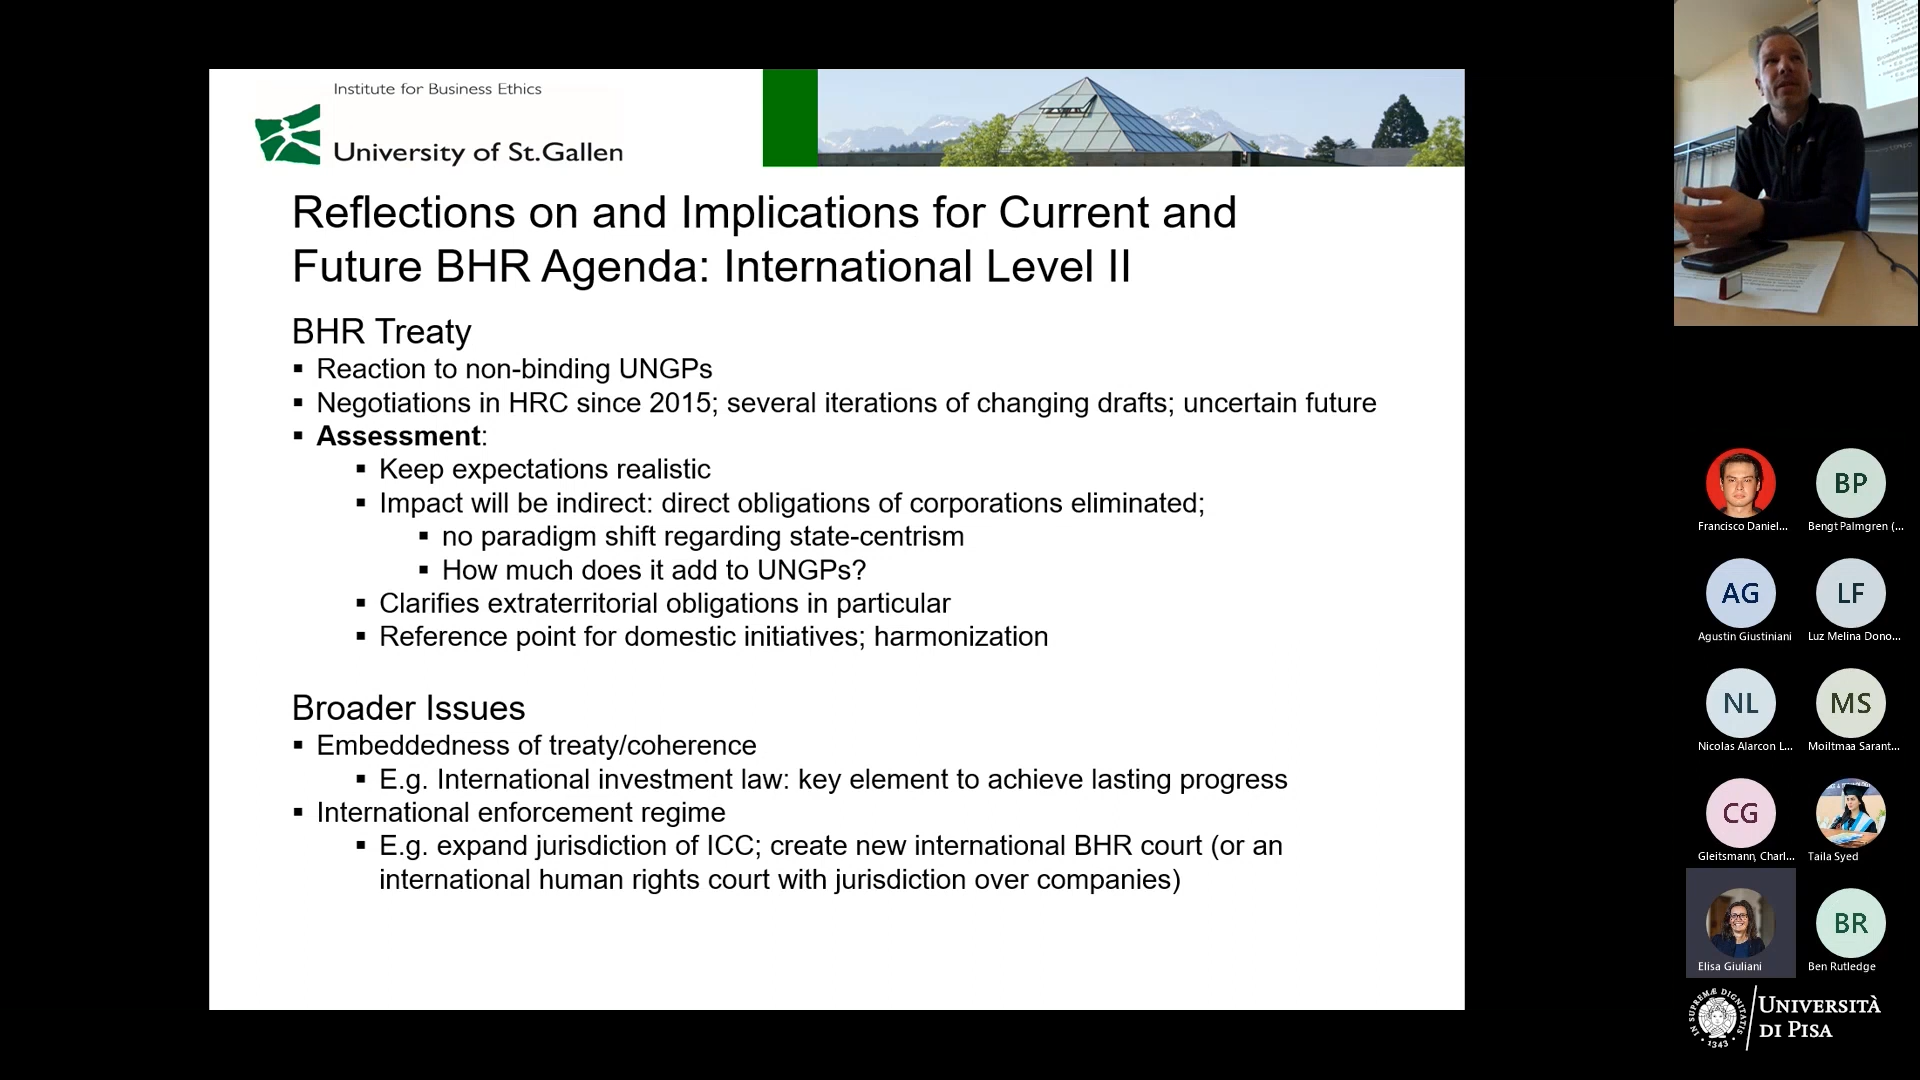 Institute for Business Ethics
University of St.Gallen
Reflections on and Implications for Current and
Future BHR Agenda: International Level II
BHR Treaty
▪ Reaction to non-binding UNGPs
▪ Negotiations in HRC since 2015; several iterations of changing drafts; uncertain future
▪ Assessment:
▪ Keep expectations realistic
▪ Impact will be indirect: direct obligations of corporations eliminated;
▪ no paradigm shift regarding state-centrism
▪ How much does it add to UNGPs?
▪ Clarifies extraterritorial obligations in particular
▪ Reference point for domestic initiatives; harmonization
Broader Issues
▪ Embeddedness of treaty/coherence
▪ E.g. International investment law: key element to achieve lasting progress
▪ International enforcement regime
▪ E.g. expand jurisdiction of ICC; create new international BHR court (or an
international human rights court with jurisdiction over companies)
BP
Francisco Daniel...
Bengt Palmgren (...
AG
LF
Agustin Giustiniani
Luz Melina Dono...
NL
MS
Nicolas Alarcon L...
Moiltmaa Sarant...
CG
Gleitsmann, Charl...
Taila Syed
BR
Elisa Giuliani
Ben Rutledge
IN SUPREMÆ DIGNITATIS
1343
UNIVERSITÀ
DI PISA